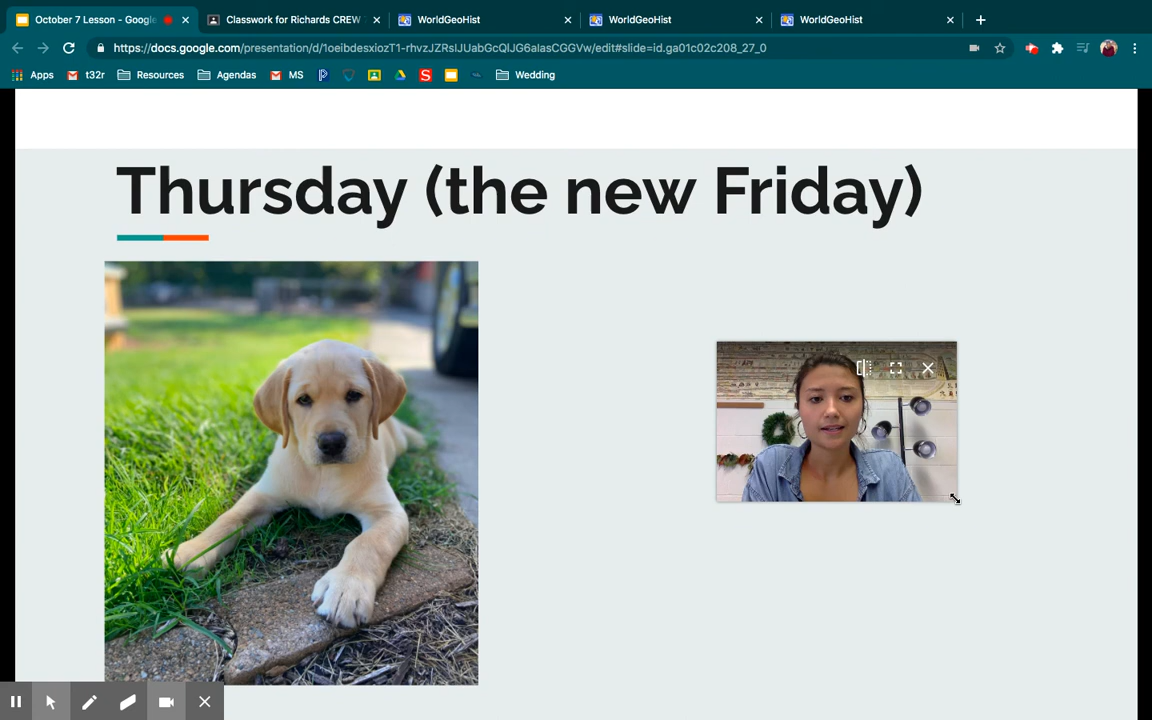 October 7 Lesson - Google
Classwork for Richards CREW
WorldGeoHist
WorldGeoHist
WorldGeoHist
https://docs.google.com/presentation/d/1oeibdesxiozT1-rhvzJZRsIJUabGcQlJG6alasCGGVw/edit#slide=id.ga01c02c208_27_0
Apps
t32r
Resources
Agendas
MS
Wedding
Thursday (the new Friday)